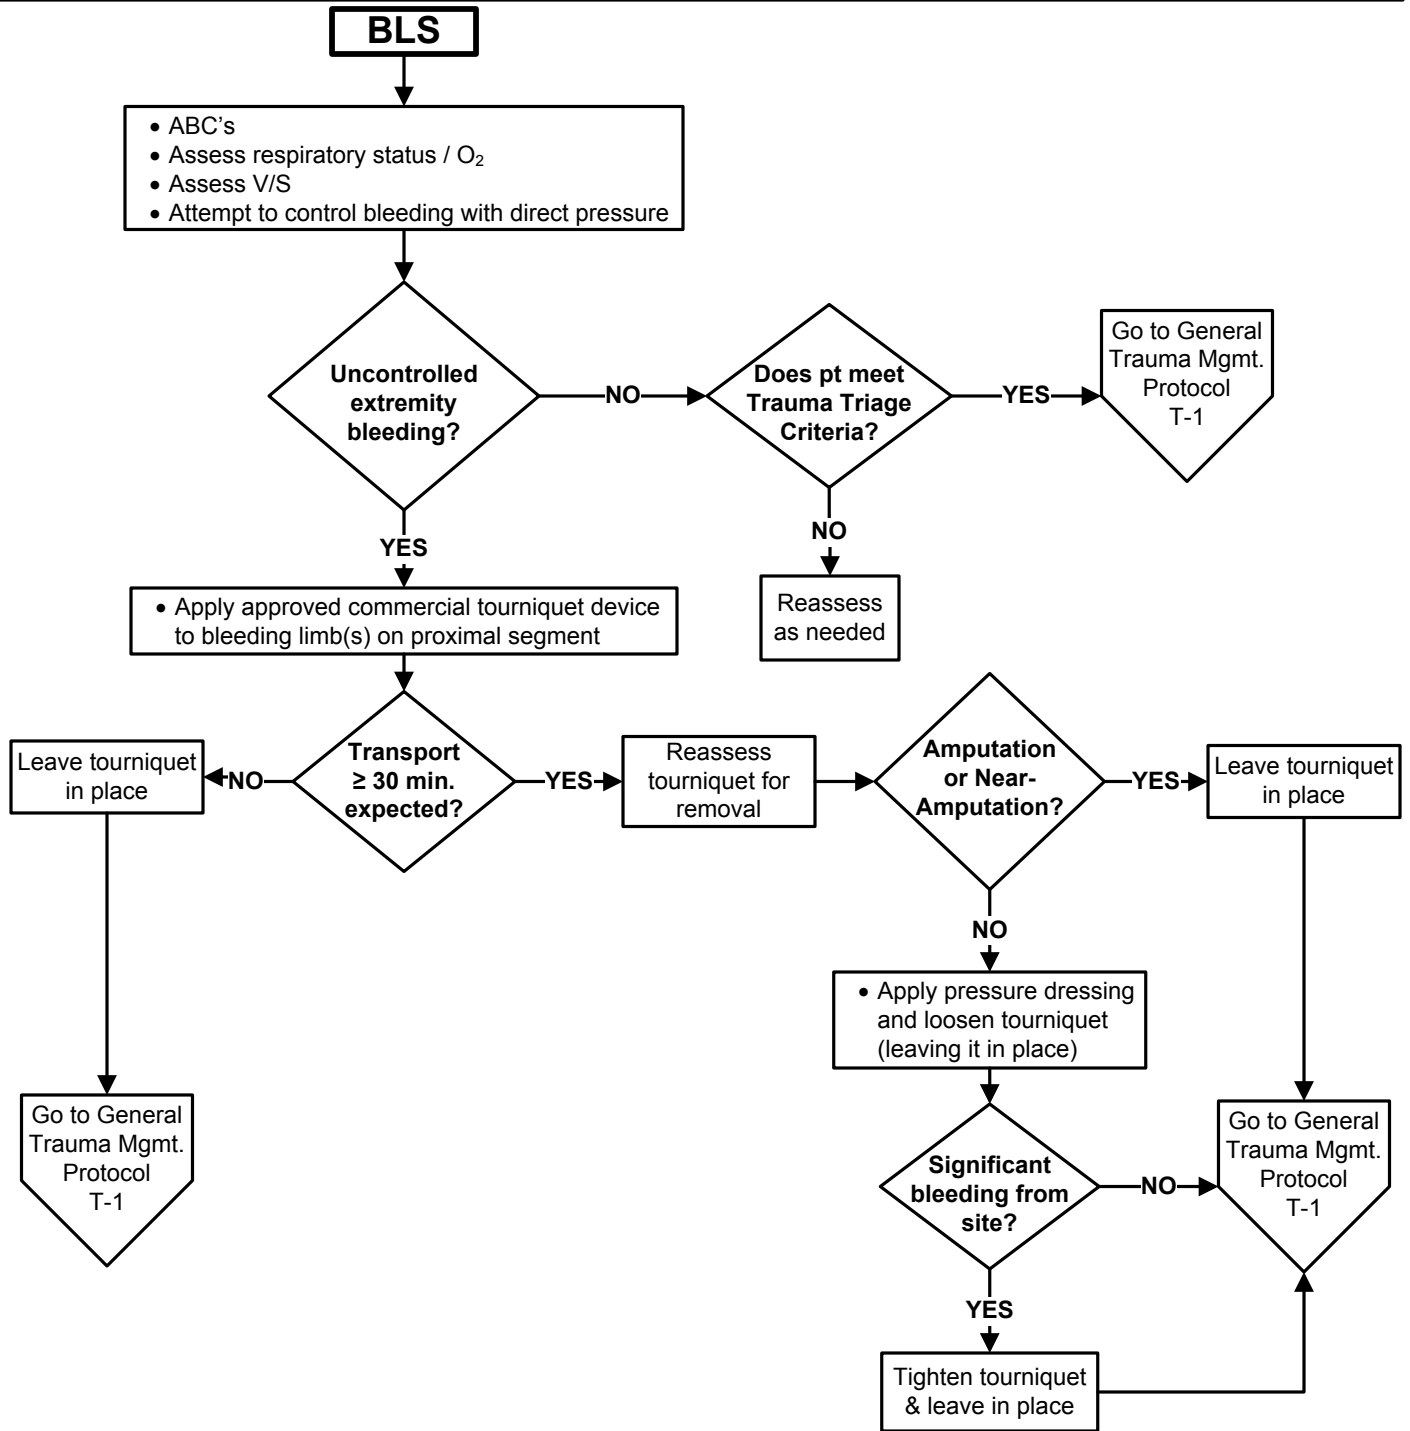 BLS
• ABC's
• Assess respiratory status / O₂
• Assess V/S
• Attempt to control bleeding with direct pressure
Uncontrolled
extremity
bleeding?
NO
Does pt meet
Trauma Triage
Criteria?
YES
Go to General
Trauma Mgmt.
Protocol
T-1
NO
Reassess
as needed
YES
• Apply approved commercial tourniquet device
to bleeding limb(s) on proximal segment
Transport
≥ 30 min.
expected?
NO
Leave tourniquet
in place
Go to General
Trauma Mgmt.
Protocol
T-1
YES
Reassess
tourniquet for
removal
Amputation
or Near-
Amputation?
YES
Leave tourniquet
in place
NO
• Apply pressure dressing
and loosen tourniquet
(leaving it in place)
Significant
bleeding from
site?
NO
Go to General
Trauma Mgmt.
Protocol
T-1
YES
Tighten tourniquet
& leave in place